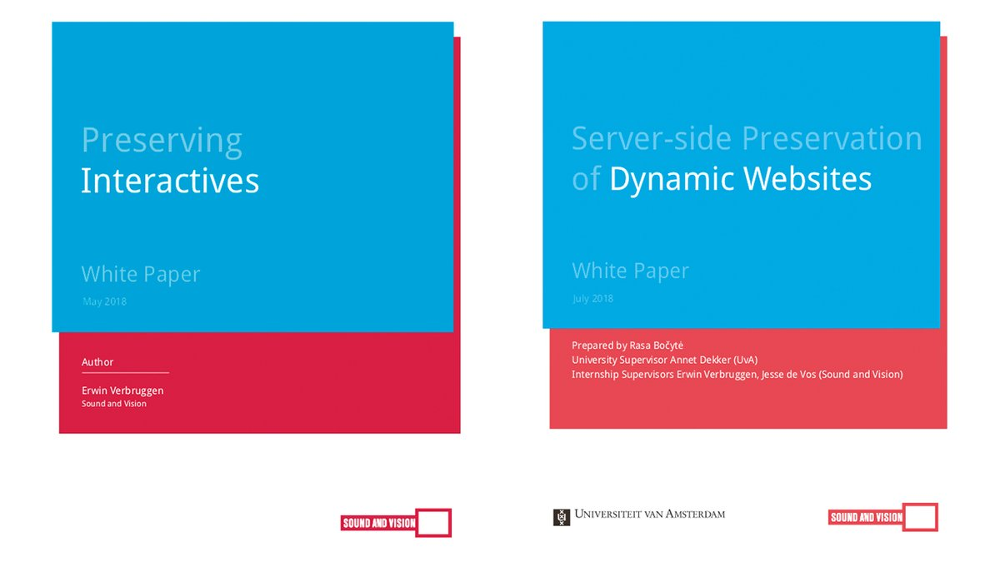 Preserving
Interactives
White Paper
May 2018
Author
Erwin Verbruggen
Sound and Vision
SOUND AND VISION
Server-side Preservation
of Dynamic Websites
White Paper
July 2018
Prepared by Rasa Bočytė
University Supervisor Annet Dekker (UvA)
Internship Supervisors Erwin Verbruggen, Jesse de Vos (Sound and Vision)
UNIVERSITEIT VAN AMSTERDAM
SOUND AND VISION